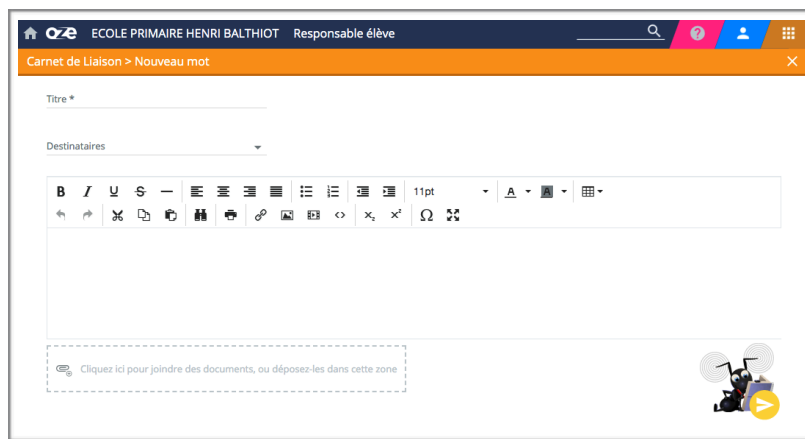 oze ECOLE PRIMAIRE HENRI BALTHIOT Responsable élève
Carnet de Liaison > Nouveau mot
Titre *
Destinataires
11pt
Cliquez ici pour joindre des documents, ou déposez-les dans cette zone